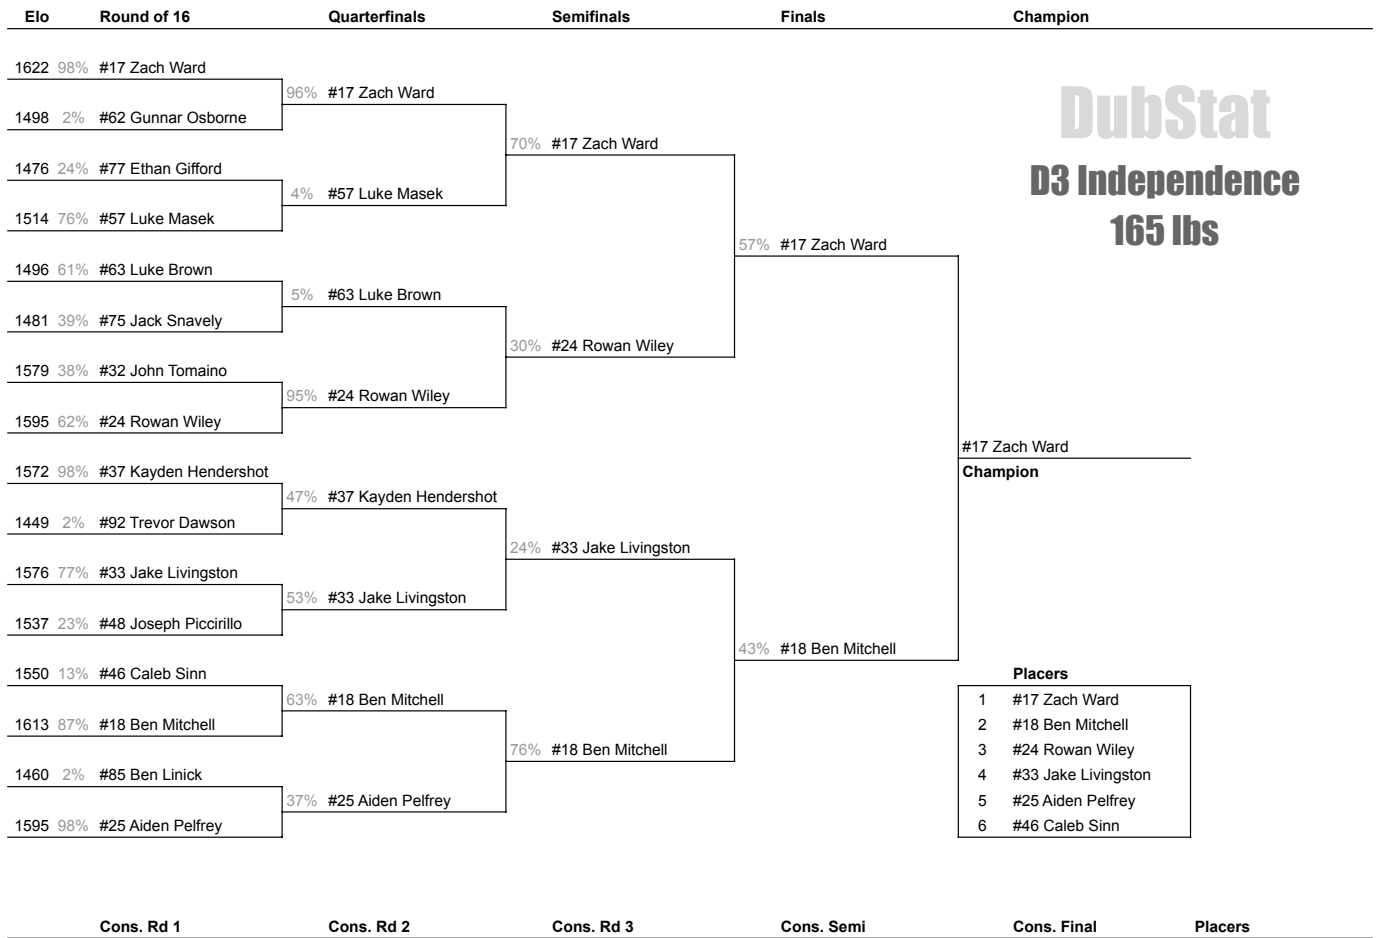 Elo Round of 16 Quarterfinals Semifinals Finals Champion
1622 98% #17 Zach Ward
96% #17 Zach Ward
DubStat
1498 2% #62 Gunnar Osborne
70% #17 Zach Ward
1476 24% #77 Ethan Gifford
D3 Independence
4% #57 Luke Masek
1514 76% #57 Luke Masek
165 lbs
57% #17 Zach Ward
1496 61% #63 Luke Brown
5% #63 Luke Brown
1481 39% #75 Jack Snavely
30% #24 Rowan Wiley
1579 38% #32 John Tomaino
95% #24 Rowan Wiley
1595 62% #24 Rowan Wiley
#17 Zach Ward
1572 98% #37 Kayden Hendershot
Champion
47% #37 Kayden Hendershot
1449 2% #92 Trevor Dawson
24% #33 Jake Livingston
1576 77% #33 Jake Livingston
53% #33 Jake Livingston
1537 23% #48 Joseph Piccirillo
43% #18 Ben Mitchell
1550 13% #46 Caleb Sinn
Placers
63% #18 Ben Mitchell
1 #17 Zach Ward
1613 87% #18 Ben Mitchell
2 #18 Ben Mitchell
76% #18 Ben Mitchell
3 #24 Rowan Wiley
1460 2% #85 Ben Linick
4 #33 Jake Livingston
37% #25 Aiden Pelfrey
5 #25 Aiden Pelfrey
1595 98% #25 Aiden Pelfrey
6 #46 Caleb Sinn
Cons. Rd 1 Cons. Rd 2 Cons. Rd 3 Cons. Semi Cons. Final Placers